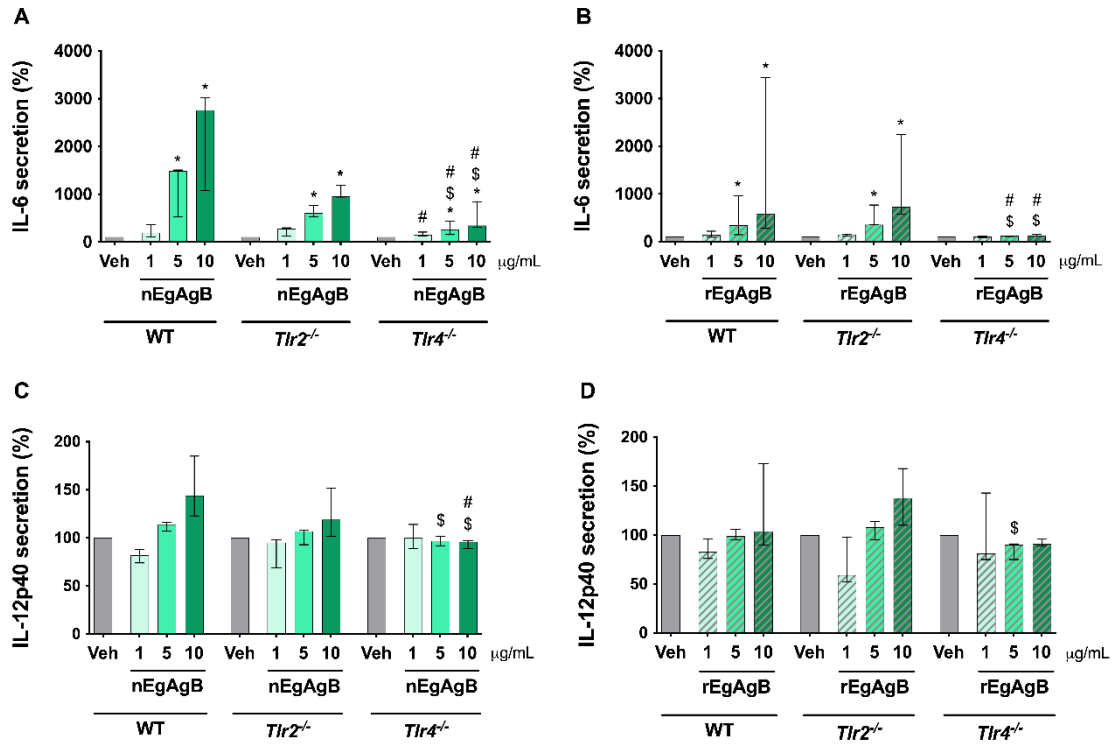 A
IL-6 secretion (%)
4000
3000
2000
1000
0
*
*
*
*
#
#
$
*
#
$
*
Veh 1 5 10 Veh 1 5 10 Veh 1 5 10 μg/mL
nEgAgB nEgAgB nEgAgB
WT Tlr2-/- Tlr4-/-
B
IL-6 secretion (%)
4000
3000
2000
1000
0
*
*
*
*
# #
$ $
Veh 1 5 10 Veh 1 5 10 Veh 1 5 10 μg/mL
rEgAgB rEgAgB rEgAgB
WT Tlr2-/- Tlr4-/-
C
IL-12p40 secretion (%)
200
150
100
50
0
#
$ $
Veh 1 5 10 Veh 1 5 10 Veh 1 5 10 μg/mL
nEgAgB nEgAgB nEgAgB
WT Tlr2-/- Tlr4-/-
D
IL-12p40 secretion (%)
200
150
100
50
0
$
Veh 1 5 10 Veh 1 5 10 Veh 1 5 10 μg/mL
rEgAgB rEgAgB rEgAgB
WT Tlr2-/- Tlr4-/-